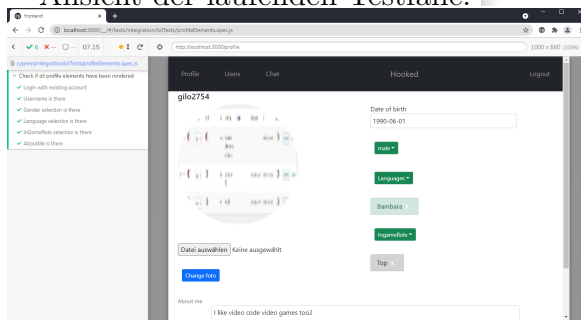 Ansicht der laufenden Testfälle.
frontend
localhost:3000/__/#/tests/integration/lolTests/profileElements.spec.js
6
--
07.15
1
http://localhost:3000/profile
1000 x 660 (100%)
cypress/integration/lolTests/profileElements.spec.js
Check if all profile elements have been rendered
Login with existing account
Username is there
Gender selection is there
Language selection is there
InGameRole selection is there
AboutMe is there
Profile
Users
Chat
Hooked
Logout
gilo2754
Date of birth
1990-06-01
male
Languages
Bambara
IngameRole
Top
Datei auswählen Keine ausgewählt
Change foto
About me
I like video code video games too2